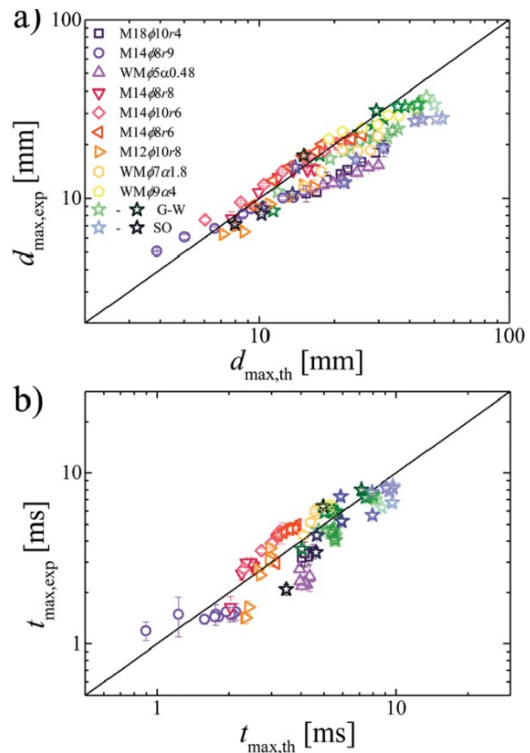 a)
100
M18ϕ10r4
M14ϕ8r9
WMϕ5α0.48
M14ϕ8r8
M14ϕ10r6
M14ϕ8r6
M12ϕ10r8
WMϕ7α1.8
WMϕ9α4
- G-W
- SO
10
d_max,exp [mm]
10 100
d_max,th [mm]
b)
10
1
t_max,exp [ms]
1 10
t_max,th [ms]